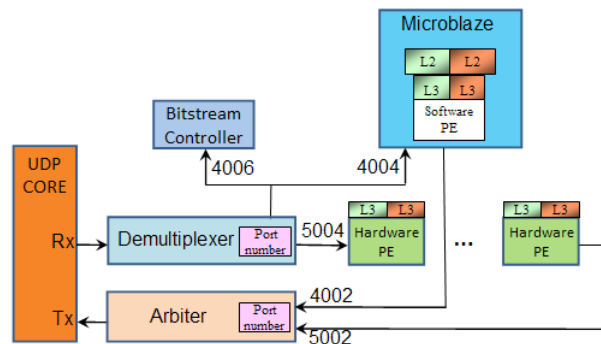 Microblaze
L2 L2
L3 L3
Software
PE
Bitstream
Controller
4006
4004
UDP
CORE
Rx
Demultiplexer
Port
number
5004
L3 L3
Hardware
PE
...
L3 L3
Hardware
PE
4002
Tx
Arbiter
Port
number
5002